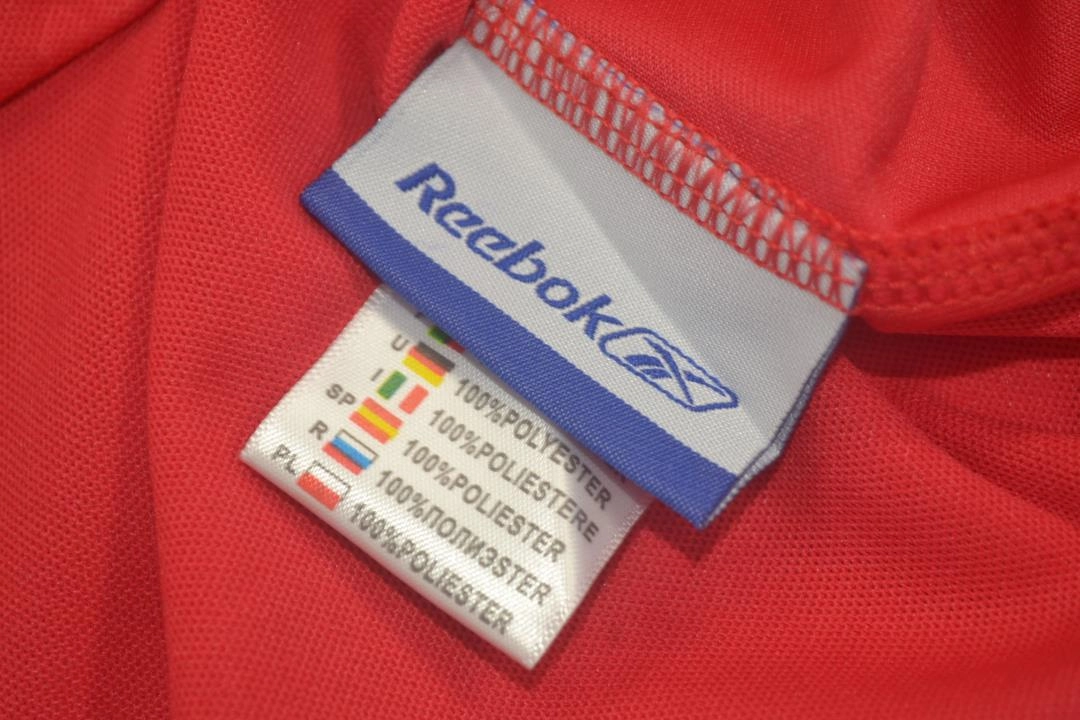 Reebok
U 100%POLYESTER
I 100%POLIESTERE
SP 100%POLIESTER
R 100%ПОЛИЭSTER
PL 100%POLIESTER